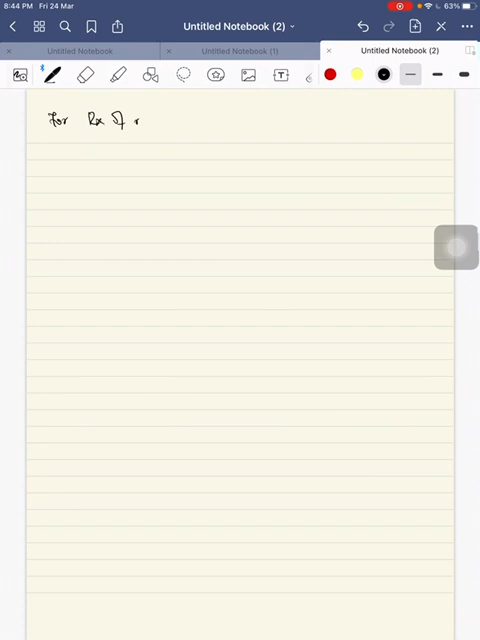 8:44 PM Fri 24 Mar
63%
Untitled Notebook (2)
Untitled Notebook
Untitled Notebook (1)
Untitled Notebook (2)
T
For Rx